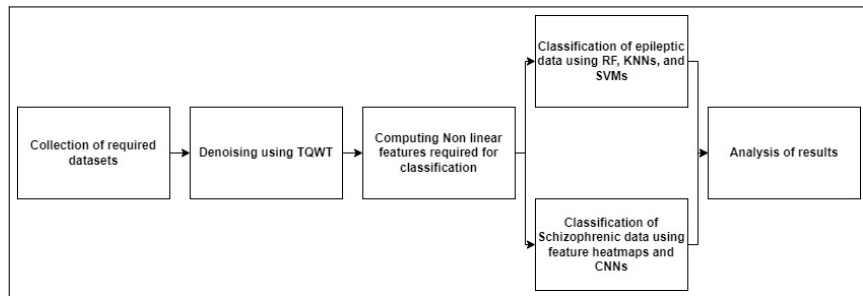 Collection of required
datasets
Denoising using TQWT
Computing Non linear
features required for
classification
Classification of epileptic
data using RF, KNNs, and
SVMs
Classification of
Schizophrenic data using
feature heatmaps and
CNNs
Analysis of results